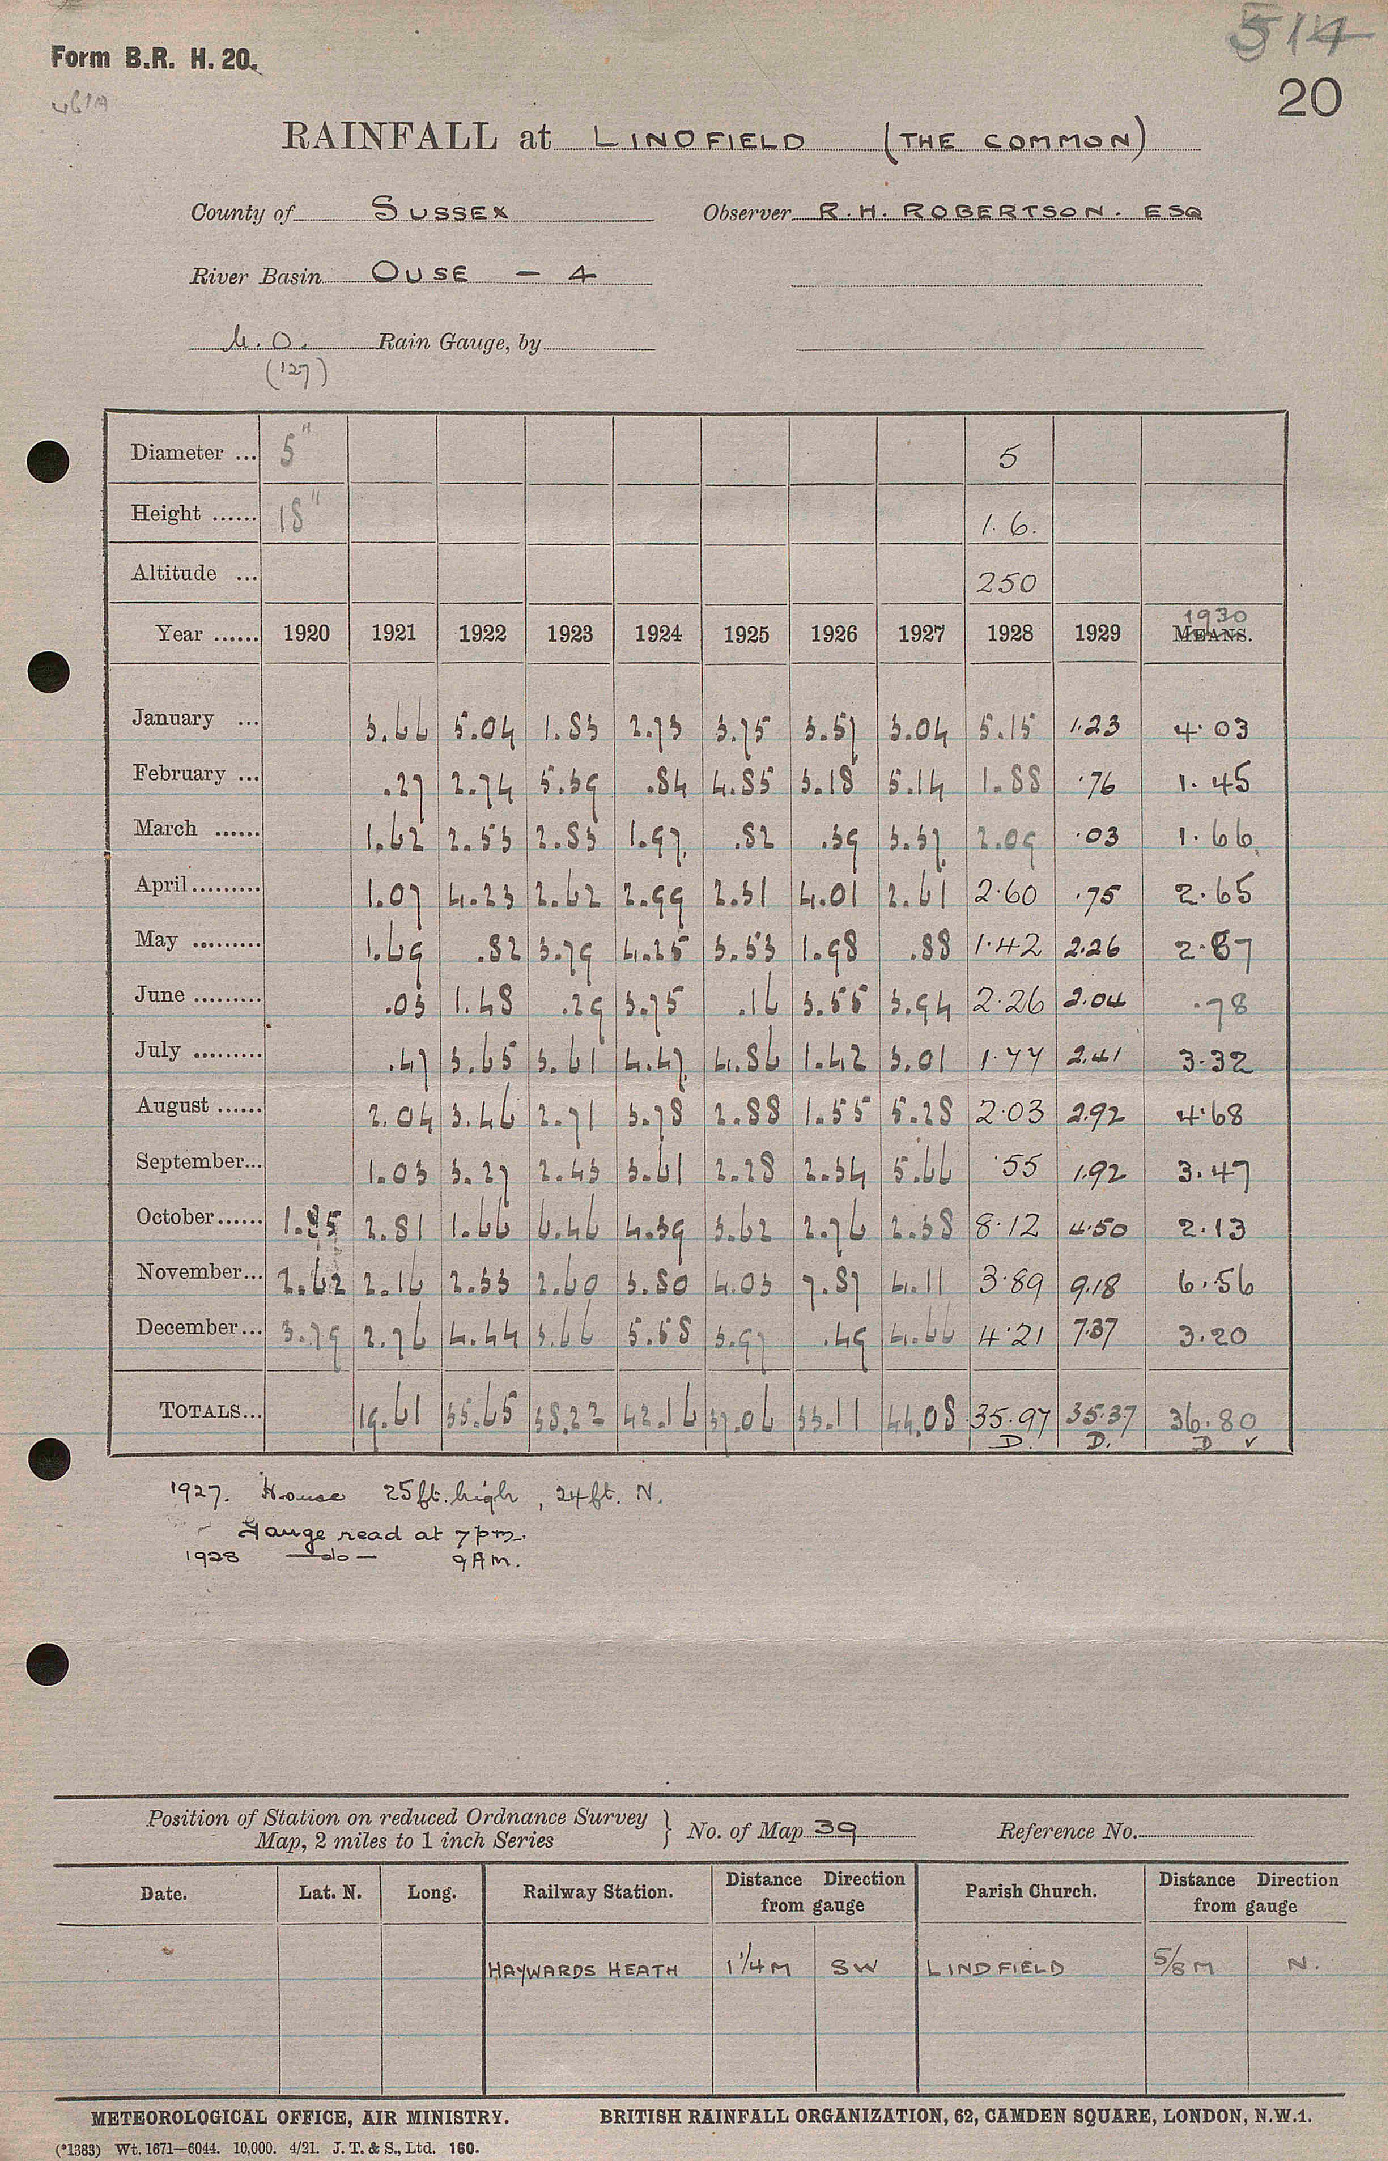 514
Form B.R. H. 20.
20
461A
RAINFALL at LINDFIELD (THE COMMON)
County of SUSSEX Observer R.H. ROBERTSON. ESQ
River Basin OUSE - 4
M.O. Rain Gauge, by
(127)
Diameter ... 5" 5
Height ...... 18" 1.6.
Altitude ... 250
1930
Year ...... 1920 1921 1922 1923 1924 1925 1926 1927 1928 1929 MEANS.
January ... 3.66 5.04 1.83 2.73 3.75 3.57 3.04 5.15 1.23 4.03
February ... .27 2.74 5.39 .84 4.85 3.18 5.14 1.88 .76 1.45
March ...... 1.62 2.53 2.83 1.97 .82 .39 3.37 2.09 .03 1.66
April ......... 1.07 4.23 2.62 2.99 2.31 4.01 2.61 2.60 .75 2.65
May ......... 1.69 .82 3.79 4.25 3.53 1.98 .88 1.42 2.26 2.87
June ......... .03 1.48 .29 3.75 .16 3.55 3.94 2.26 2.04 .78
July ......... .47 3.65 3.61 4.47 4.86 1.42 3.01 1.77 2.41 3.32
August ...... 2.04 3.46 2.71 3.78 2.88 1.55 5.28 2.03 2.92 4.68
September... 1.03 3.27 2.43 3.61 2.28 2.34 5.66 .55 1.92 3.47
October...... 2.81 1.66 6.46 4.39 3.62 2.76 2.38 8.12 4.50 2.13
November... 2.62 2.16 2.33 2.60 3.80 4.03 7.87 4.11 3.89 9.18 6.56
December... 3.79 2.76 4.44 3.66 5.58 3.97 .49 4.66 4.21 7.37 3.20
TOTALS... 19.61 35.65 38.22 42.16 37.06 33.11 44.08 35.97 35.37 36.80
D. D. D ✓
1927. House 25ft. high, 24ft. N.
Gauge read at 7pm.
1928 —do— 9AM.
Position of Station on reduced Ordnance Survey
Map, 2 miles to 1 inch Series } No. of Map 39 Reference No.
Date. Lat. N. Long. Railway Station. Distance from gauge Direction Parish Church. Distance from gauge Direction
HAYWARDS HEATH 1¼M SW LINDFIELD 5/8M N.
METEOROLOGICAL OFFICE, AIR MINISTRY. BRITISH RAINFALL ORGANIZATION, 62, CAMDEN SQUARE, LONDON, N.W.1.
(*1383) Wt. 1671—6044. 10,000. 4/21. J. T. & S., Ltd. 160.